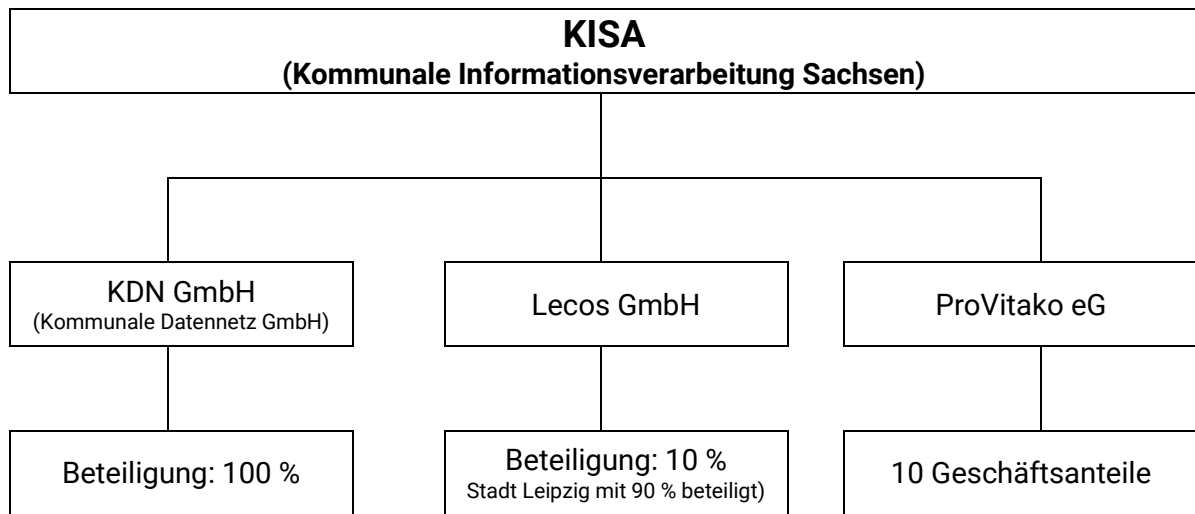 KISA
(Kommunale Informationsverarbeitung Sachsen)
KDN GmbH
(Kommunale Datennetz GmbH)
Lecos GmbH
ProVitako eG
Beteiligung: 100 %
Beteiligung: 10 %
Stadt Leipzig mit 90 % beteiligt)
10 Geschäftsanteile